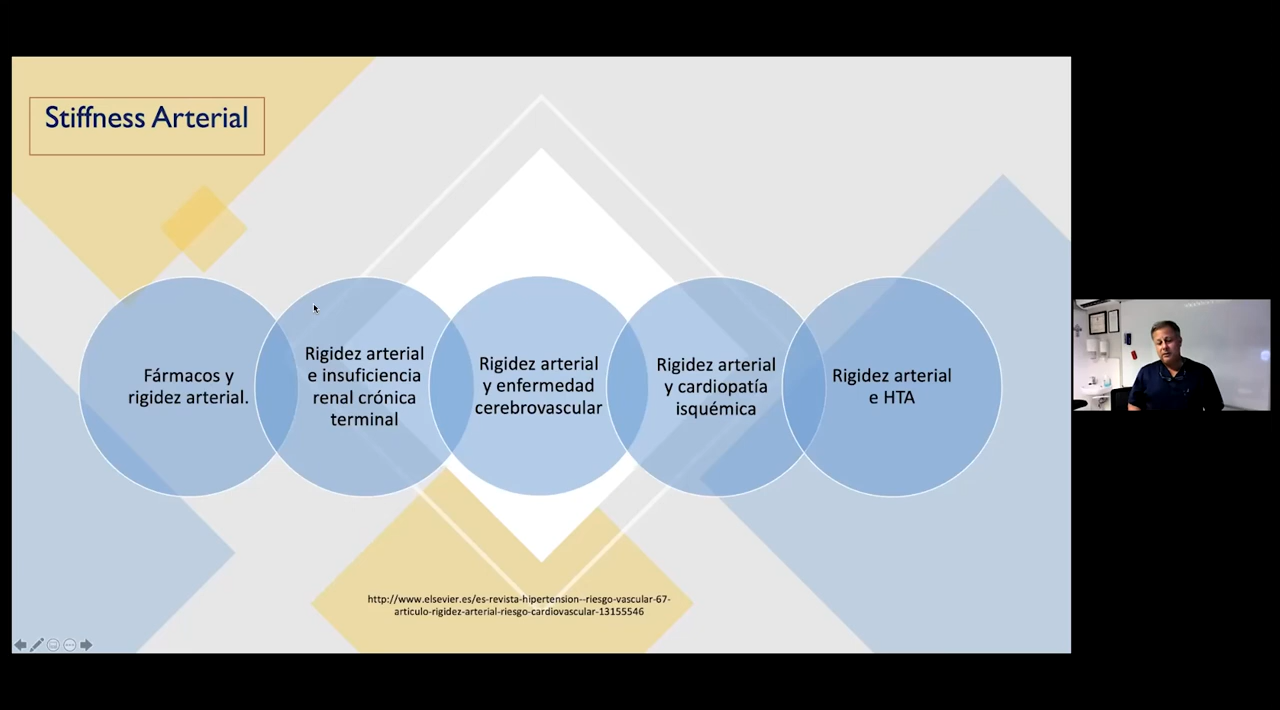 Stiffness Arterial
Fármacos y
rigidez arterial.
Rigidez arterial
e insuficiencia
renal crónica
terminal
Rigidez arterial
y enfermedad
cerebrovascular
Rigidez arterial
y cardiopatía
isquémica
Rigidez arterial
e HTA
http://www.elsevier.es/es-revista-hipertension--riesgo-vascular-67-
articulo-rigidez-arterial-riesgo-cardiovascular-13155546